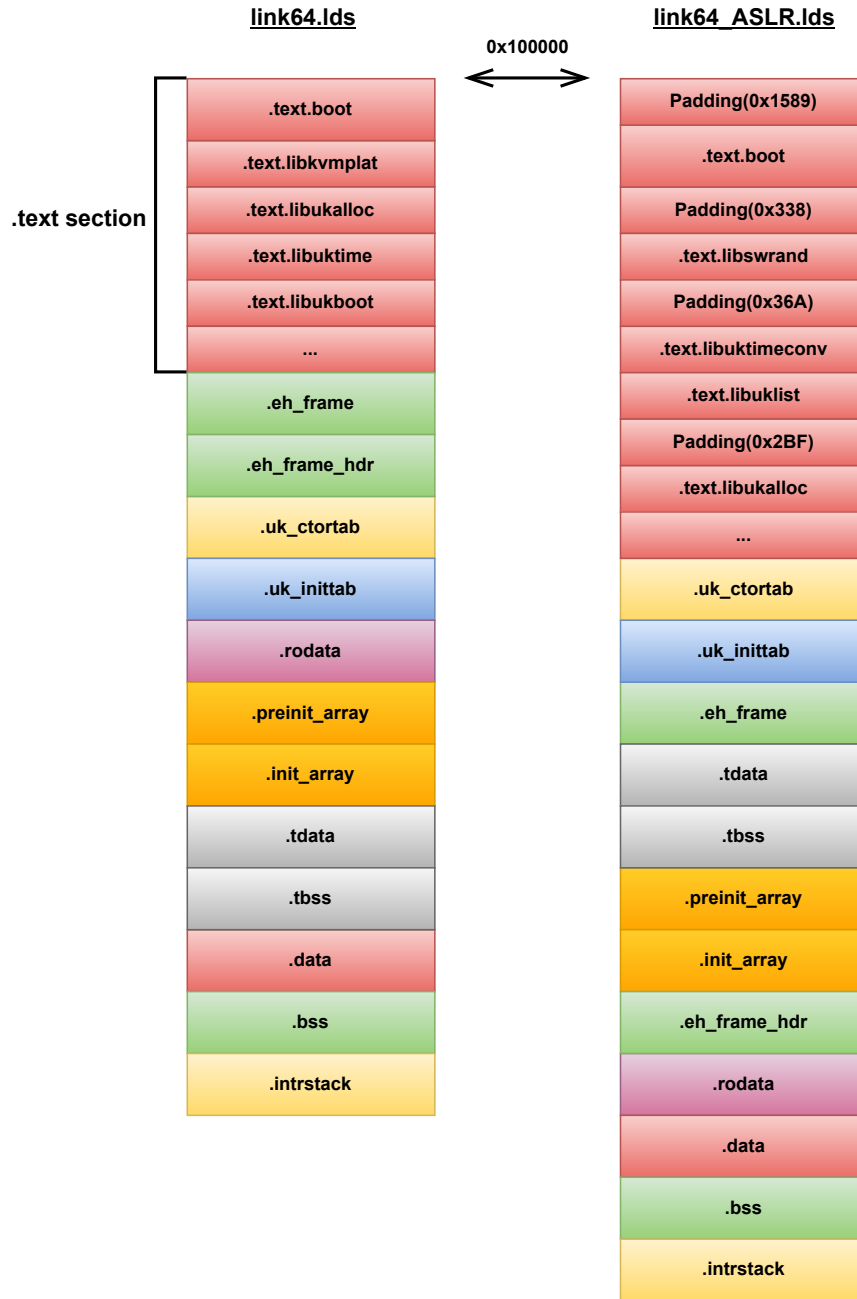 link64.lds
.text section
.text.boot
.text.libkvmplat
.text.libukalloc
.text.libuktime
.text.libukboot
...
.eh_frame
.eh_frame_hdr
.uk_ctortab
.uk_inittab
.rodata
.preinit_array
.init_array
.tdata
.tbss
.data
.bss
.intrstack
0x100000
link64_ASLR.lds
Padding(0x1589)
.text.boot
Padding(0x338)
.text.libswrand
Padding(0x36A)
.text.libuktimeconv
.text.libuklist
Padding(0x2BF)
.text.libukalloc
...
.uk_ctortab
.uk_inittab
.eh_frame
.tdata
.tbss
.preinit_array
.init_array
.eh_frame_hdr
.rodata
.data
.bss
.intrstack